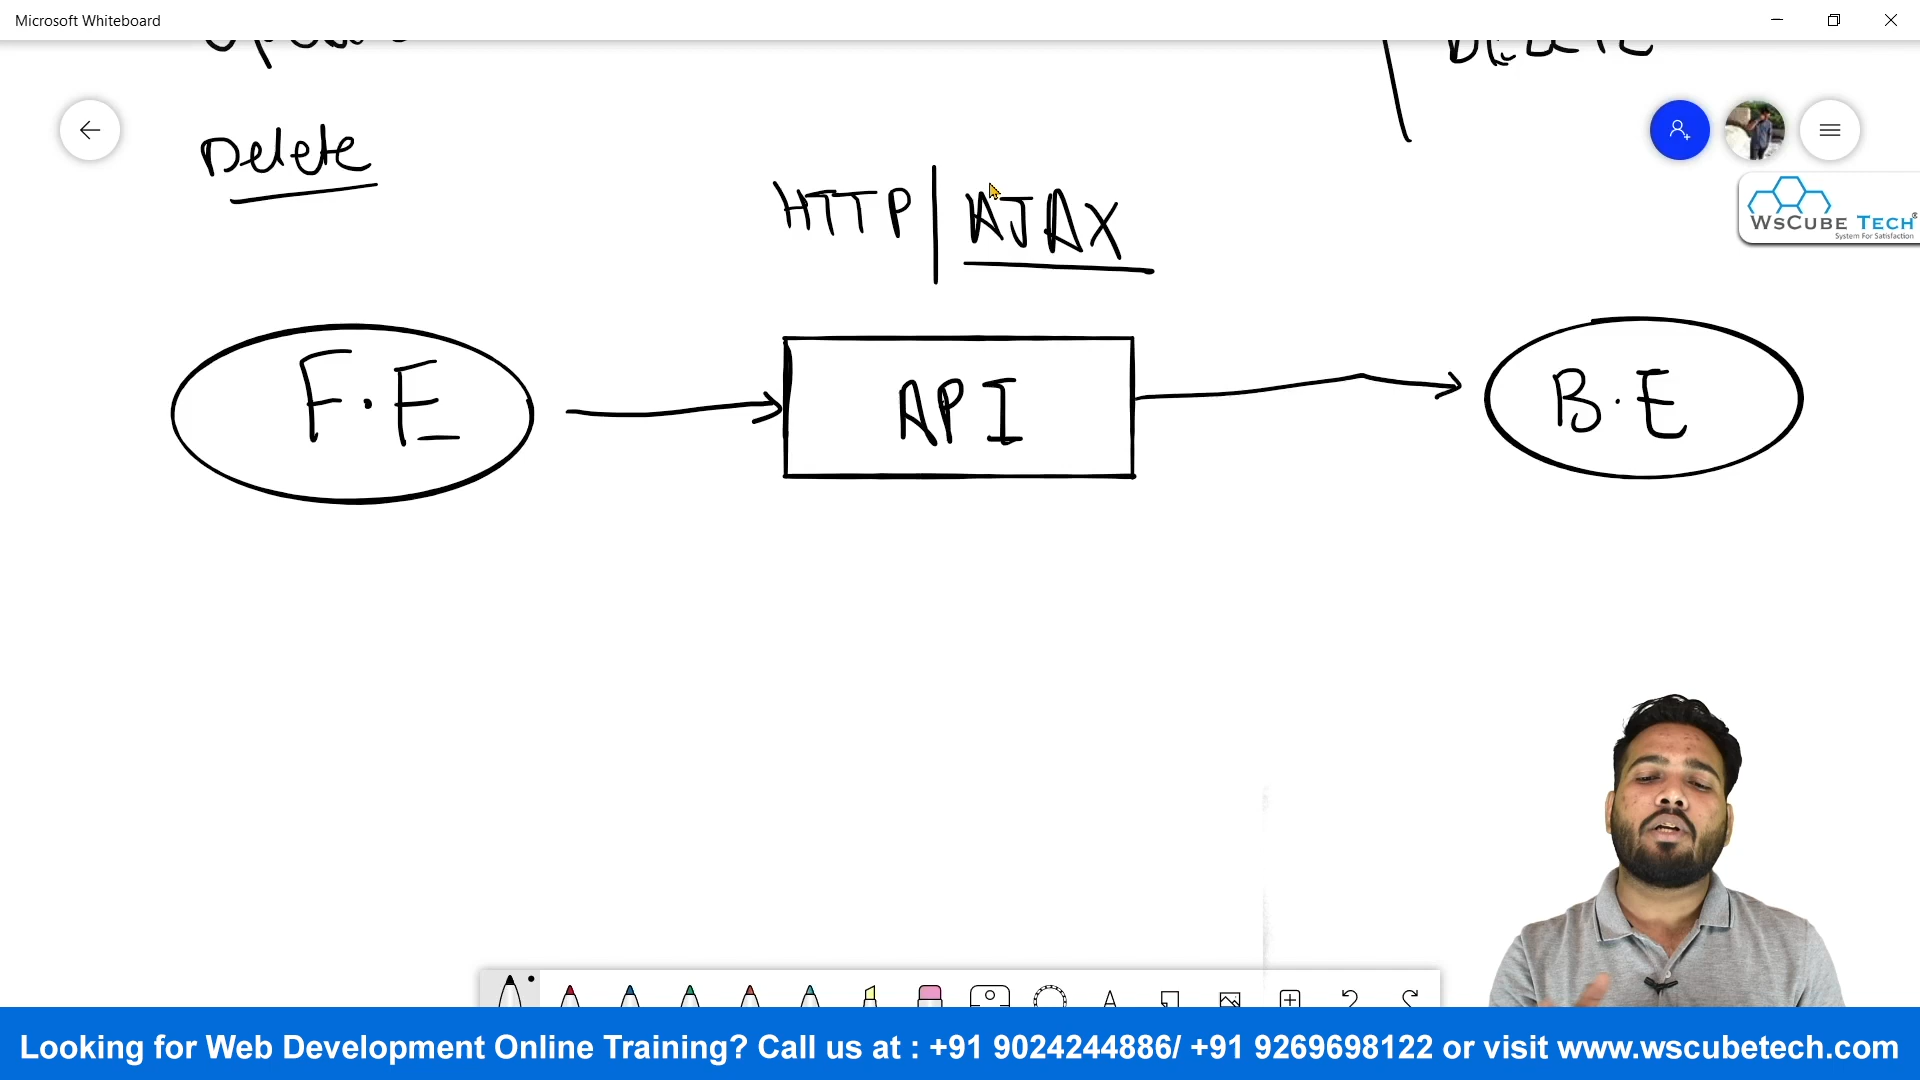 Microsoft Whiteboard
DELETE
Delete
HTTP | AJAX
WsCube Tech®
System For Satisfaction
F.E
API
B.E
Looking for Web Development Online Training? Call us at : +91 9024244886/ +91 9269698122 or visit www.wscubetech.com